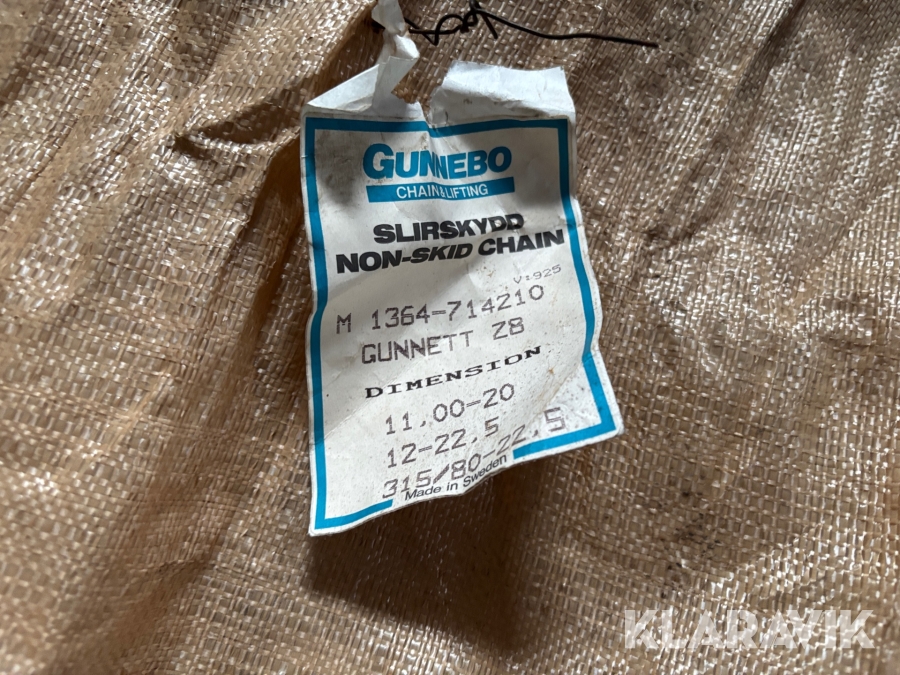 GUNNEBO
CHAIN & LIFTING
SLIRSKYDD
NON-SKID CHAIN
V:925
M 1364-714210
GUNNETT Z8
DIMENSION
11.00-20
12-22,5
315/80-22,5
Made in Sweden
KLARAVIK